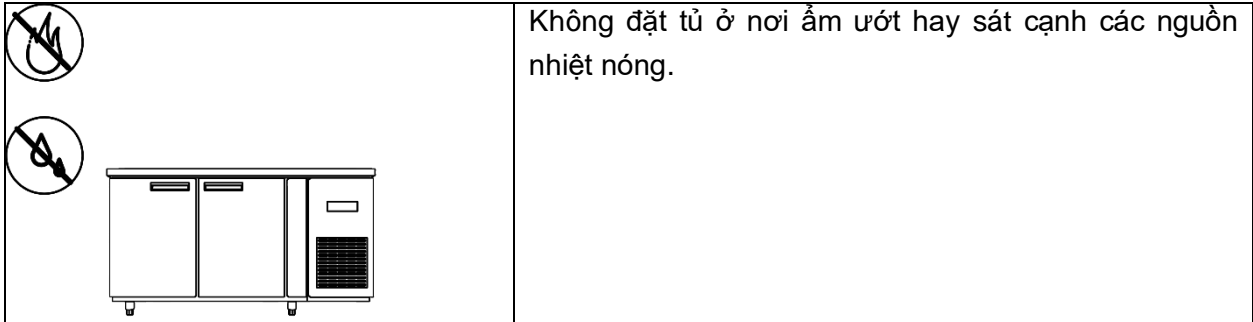 Không đặt tủ ở nơi ẩm ướt hay sát cạnh các nguồn
nhiệt nóng.